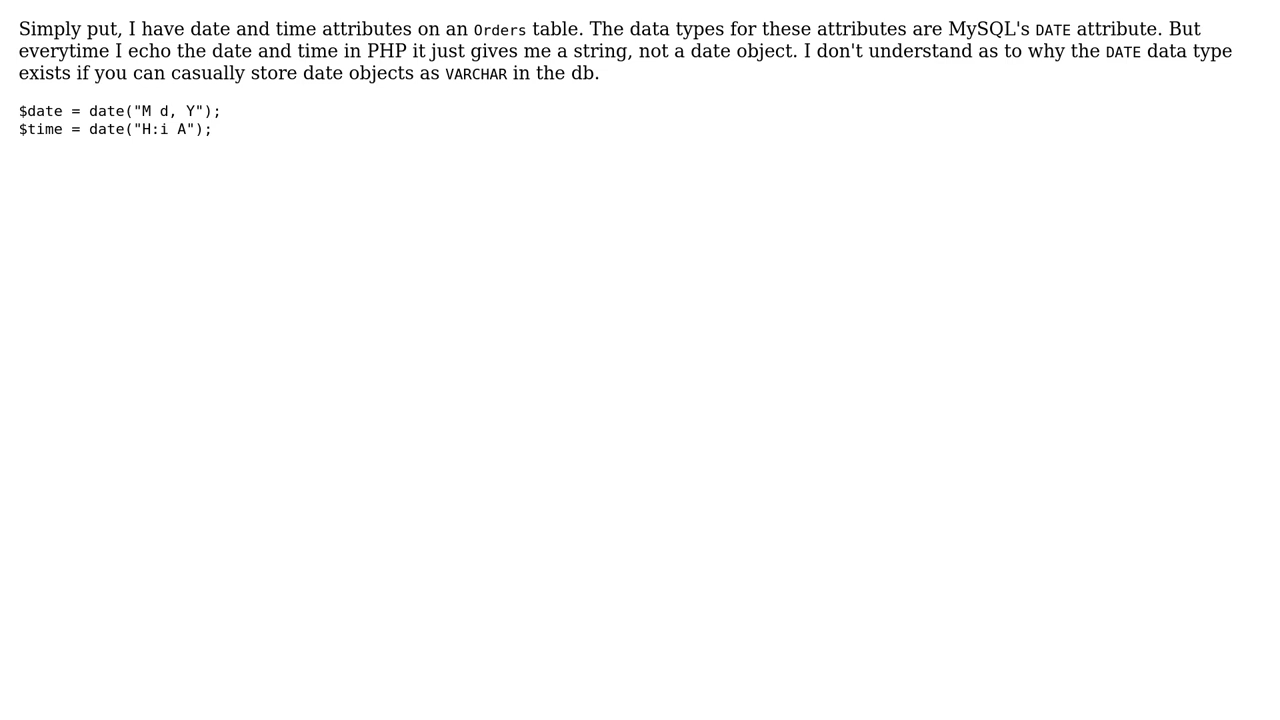 Simply put, I have date and time attributes on an Orders table. The data types for these attributes are MySQL's DATE attribute. But
everytime I echo the date and time in PHP it just gives me a string, not a date object. I don't understand as to why the DATE data type
exists if you can casually store date objects as VARCHAR in the db.
$date = date("M d, Y");
$time = date("H:i A");